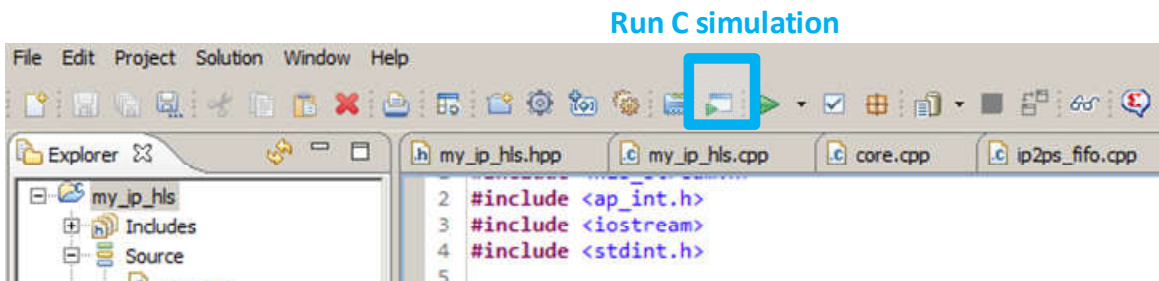 Run C simulation
File Edit Project Solution Window Help
Explorer
my_ip_hls.hpp my_ip_hls.cpp core.cpp ip2ps_fifo.cpp
my_ip_hls
2 #include <ap_int.h>
Includes
3 #include <iostream>
Source
4 #include <stdint.h>
5